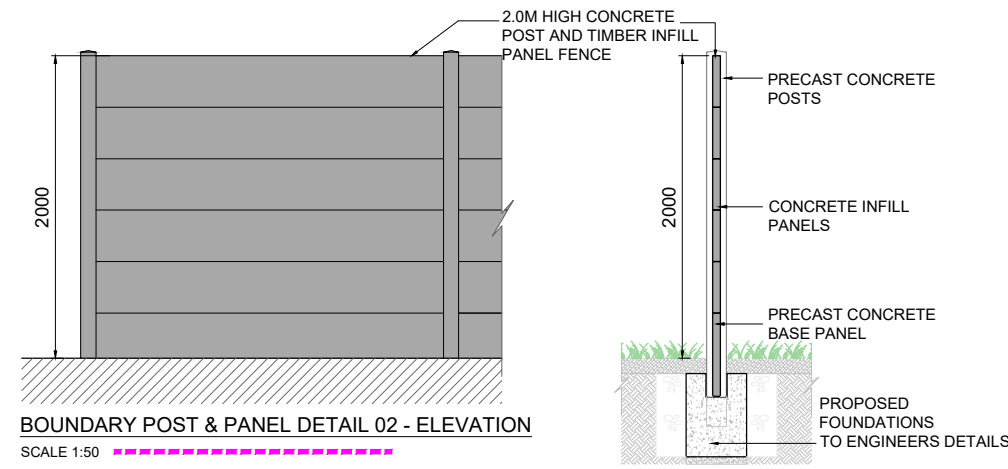 2.0M HIGH CONCRETE
POST AND TIMBER INFILL
PANEL FENCE
2000
2000
PRECAST CONCRETE
POSTS
CONCRETE INFILL
PANELS
PRECAST CONCRETE
BASE PANEL
PROPOSED
FOUNDATIONS
TO ENGINEERS DETAILS
BOUNDARY POST & PANEL DETAIL 02 - ELEVATION
SCALE 1:50